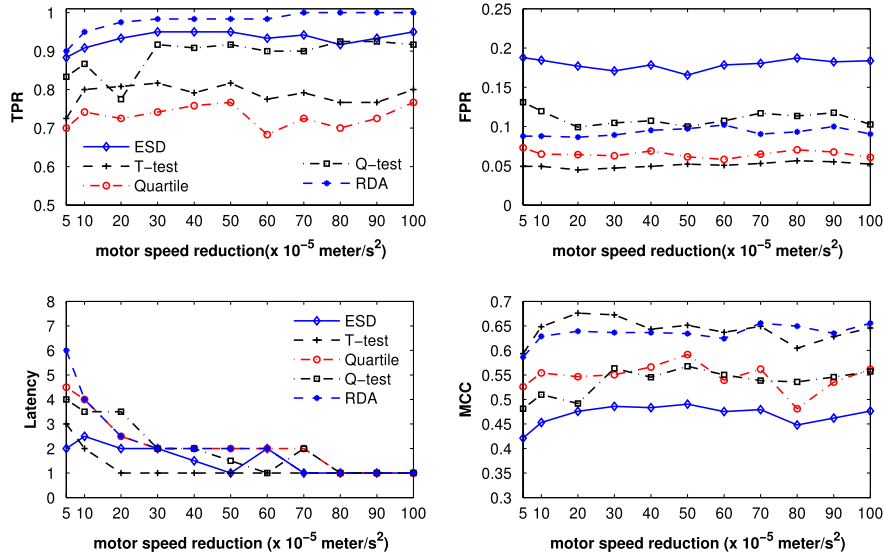 1
0.9
0.8
0.7
0.6
0.5
TPR
5 10 20 30 40 50 60 70 80 90 100
motor speed reduction(x 10⁻⁵ meter/s²)
ESD
T−test
Quartile
Q−test
RDA
0.25
0.2
0.15
0.1
0.05
0
FPR
5 10 20 30 40 50 60 70 80 90 100
motor speed reduction(x 10⁻⁵ meter/s²)
8
7
6
5
4
3
2
1
0
Latency
5 10 20 30 40 50 60 70 80 90 100
motor speed reduction (x 10⁻⁵ meter/s²)
ESD
T−test
Quartile
Q−test
RDA
0.7
0.65
0.6
0.55
0.5
0.45
0.4
0.35
0.3
MCC
5 10 20 30 40 50 60 70 80 90 100
motor speed reduction (x 10⁻⁵ meter/s²)